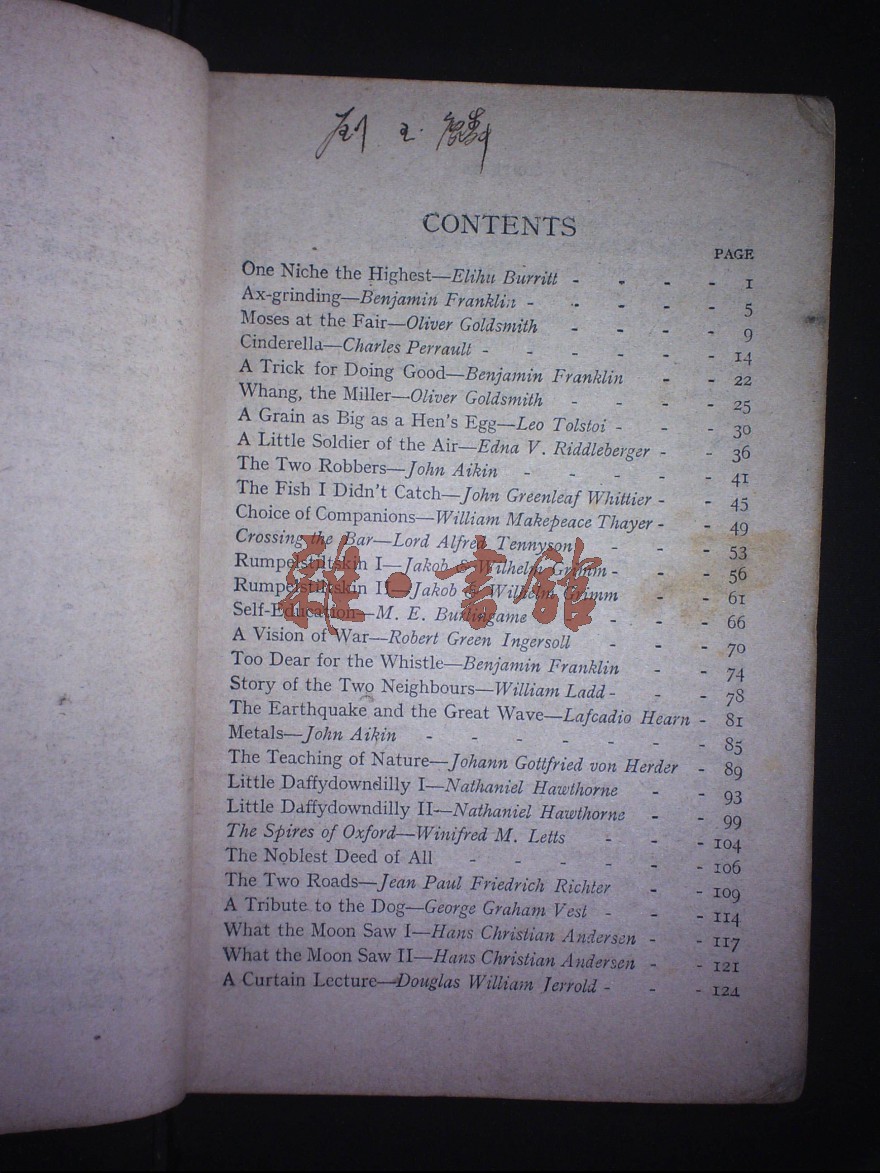 CONTENTS
PAGE
One Niche the Highest—Elihu Burritt - - - - 1
Ax-grinding—Benjamin Franklin - - - - - 5
Moses at the Fair—Oliver Goldsmith - - - - 9
Cinderella—Charles Perrault - - - - - - 14
A Trick for Doing Good—Benjamin Franklin - - 22
Whang, the Miller—Oliver Goldsmith - - - - 25
A Grain as Big as a Hen's Egg—Leo Tolstoi - - - 30
A Little Soldier of the Air—Edna V. Riddleberger - - 36
The Two Robbers—John Aikin - - - - - 41
The Fish I Didn't Catch—John Greenleaf Whittier - - 45
Choice of Companions—William Makepeace Thayer - - 49
Crossing the Bar—Lord Alfred Tennyson - - - 53
Rumpelstiltskin I—Jakob & Wilhelm Grimm - - - 56
Rumpelstiltskin II—Jakob & Wilhelm Grimm - - 61
Self-Education—M. E. Burlingame - - - - 66
A Vision of War—Robert Green Ingersoll - - - 70
Too Dear for the Whistle—Benjamin Franklin - - - 74
Story of the Two Neighbours—William Ladd - - - 78
The Earthquake and the Great Wave—Lafcadio Hearn - 81
Metals—John Aikin - - - - - - - 85
The Teaching of Nature—Johann Gottfried von Herder - 89
Little Daffydowndilly I—Nathaniel Hawthorne - - 93
Little Daffydowndilly II—Nathaniel Hawthorne - - 99
The Spires of Oxford—Winifred M. Letts - - - 104
The Noblest Deed of All - - - - - - 106
The Two Roads—Jean Paul Friedrich Richter - - 109
A Tribute to the Dog—George Graham Vest - - - 114
What the Moon Saw I—Hans Christian Andersen - - 117
What the Moon Saw II—Hans Christian Andersen - - 121
A Curtain Lecture—Douglas William Jerrold - - - 124
雜·書舘